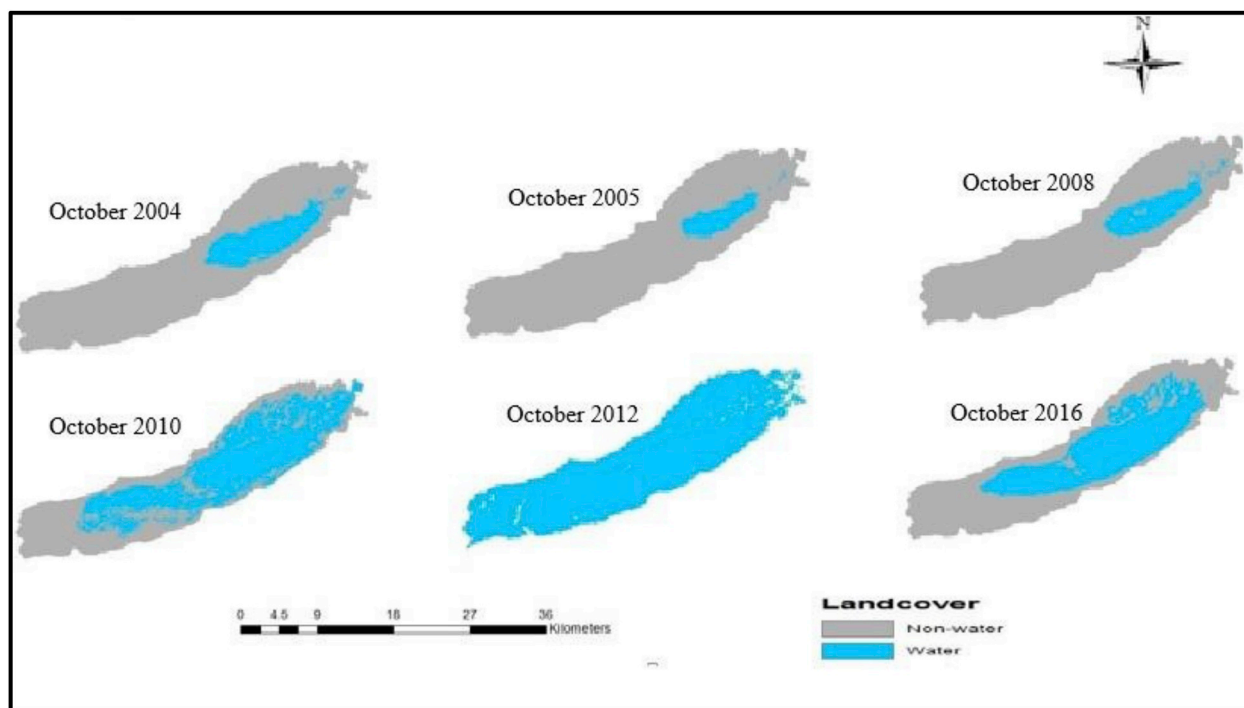 N
October 2004
October 2005
October 2008
October 2010
October 2012
October 2016
0 4.5 9 18 27 36
Kilometers
Landcover
Non-water
Water